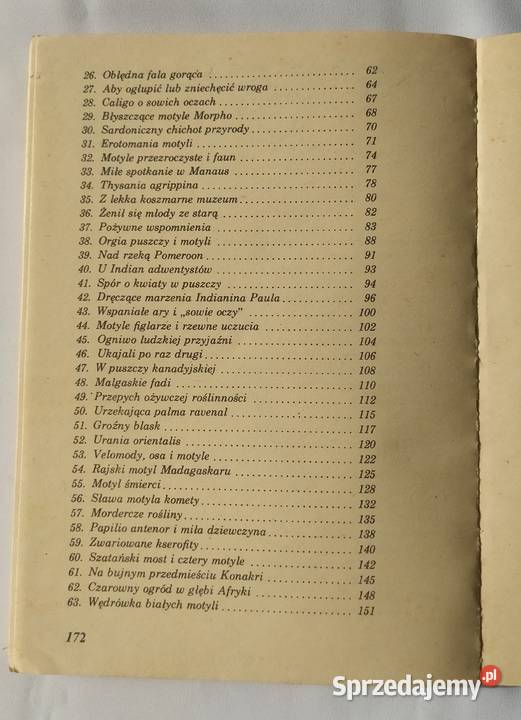 26. Obłędna fala gorąca . . . . . . . . . . . . . . . . . . 62
27. Aby ogłupić lub zniechęcić wroga . . . . . . . . . . . . 64
28. Caligo o sowich oczach . . . . . . . . . . . . . . . . . 67
29. Błyszczące motyle Morpho . . . . . . . . . . . . . . . . 68
30. Sardoniczny chichot przyrody . . . . . . . . . . . . . . 70
31. Erotomania motyli . . . . . . . . . . . . . . . . . . . 71
32. Motyle przezroczyste i faun . . . . . . . . . . . . . . 74
33. Miłe spotkanie w Manaus . . . . . . . . . . . . . . . . 77
34. Thysania agrippina . . . . . . . . . . . . . . . . . . . 78
35. Z lekka koszmarne muzeum . . . . . . . . . . . . . . . . 80
36. Żenił się młody ze starą . . . . . . . . . . . . . . . . 82
37. Pożywne wspomnienia . . . . . . . . . . . . . . . . . . 83
38. Orgia puszczy i motyli . . . . . . . . . . . . . . . . . 88
39. Nad rzeką Pomeroon . . . . . . . . . . . . . . . . . . . 91
40. U Indian adwentystów . . . . . . . . . . . . . . . . . . 93
41. Spór o kwiaty w puszczy . . . . . . . . . . . . . . . . 94
42. Dręczące marzenia Indianina Paula . . . . . . . . . . . 96
43. Wspaniałe ary i „sowie oczy" . . . . . . . . . . . . . . 100
44. Motyle figlarze i rzewne uczucia . . . . . . . . . . . . 102
45. Ogniwo ludzkiej przyjaźni . . . . . . . . . . . . . . . 104
46. Ukajali po raz drugi . . . . . . . . . . . . . . . . . . 106
47. W puszczy kanadyjskiej . . . . . . . . . . . . . . . . . 108
48. Malgaskie fadi . . . . . . . . . . . . . . . . . . . . . 110
49. Przepych ożywczej roślinności . . . . . . . . . . . . . 112
50. Urzekająca palma ravenal . . . . . . . . . . . . . . . . 115
51. Groźny blask . . . . . . . . . . . . . . . . . . . . . . 117
52. Urania orientalis . . . . . . . . . . . . . . . . . . . 120
53. Velomody, osa i motyle . . . . . . . . . . . . . . . . . 122
54. Rajski motyl Madagaskaru . . . . . . . . . . . . . . . . 125
55. Motyl śmierci . . . . . . . . . . . . . . . . . . . . . 128
56. Sława motyla komety . . . . . . . . . . . . . . . . . . 132
57. Mordercze rośliny . . . . . . . . . . . . . . . . . . . 135
58. Papilio antenor i miła dziewczyna . . . . . . . . . . . 138
59. Zwariowane kserofity . . . . . . . . . . . . . . . . . . 140
60. Szatański most i cztery motyle . . . . . . . . . . . . . 142
61. Na bujnym przedmieściu Konakri . . . . . . . . . . . . . 145
62. Czarowny ogród w głębi Afryki . . . . . . . . . . . . . 148
63. Wędrówka białych motyli . . . . . . . . . . . . . . . . 151
172
Sprzedajemy.pl